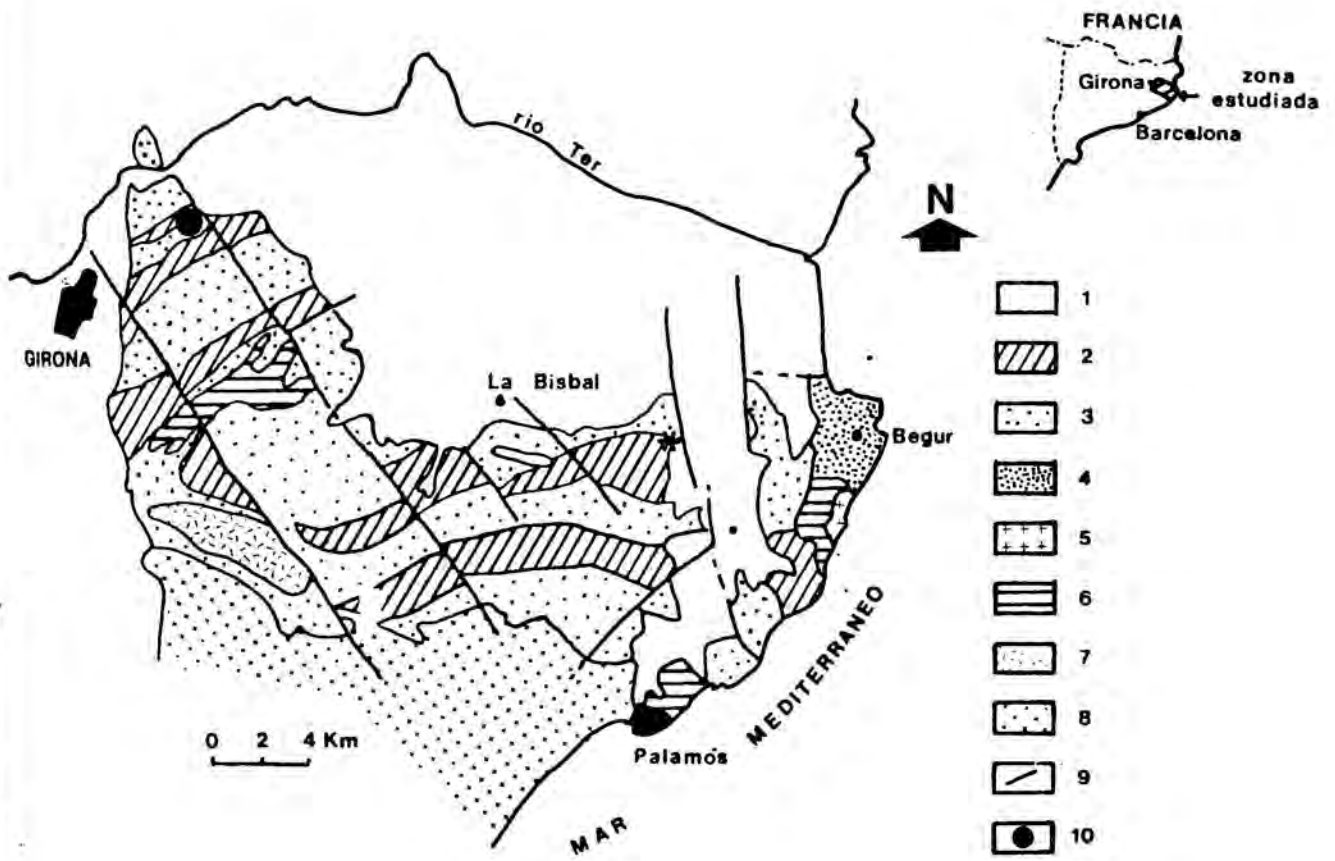 FRANCIA
Girona
zona
estudiada
Barcelona
rio
Ter
N
GIRONA
La Bisbal
Begur
1
2
3
4
5
6
7
8
9
10
0 2 4 Km
Palamós
MAR
MEDITERRANEO